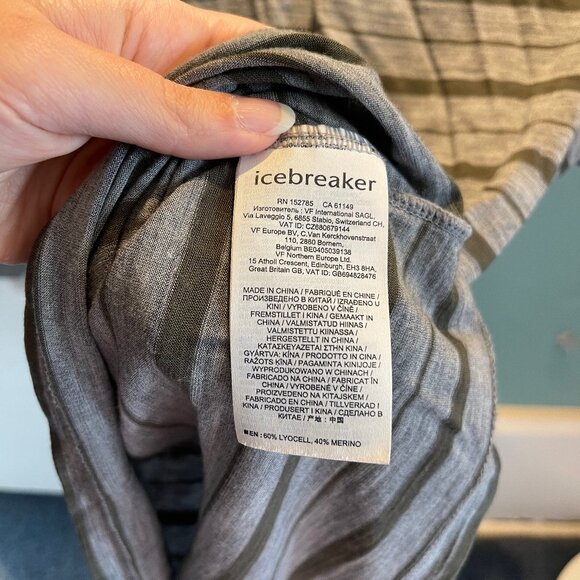 icebreaker
RN 152785 CA 61149
Изготовитель : VF International SAGL,
Via Laveggio 5, 6855 Stabio, Switzerland CH,
VAT ID: CZ680679144
VF Europe BV, C.Van Kerckhovenstraat
110, 2880 Bornem,
Belgium BE0405039138
VF Northern Europe Ltd.
15 Atholl Crescent, Edinburgh, EH3 8HA,
Great Britain GB, VAT ID: GB694828476
MADE IN CHINA / FABRIQUÉ EN CHINE /
ПРОИЗВЕДЕНО В КИТАЙ / IZRAĐENO U
KINI / VYROBENO V ČÍNĚ /
FREMSTILLET I KINA / GEMAAKT IN
CHINA / VALMISTATUD HIINAS /
VALMISTETTU KIINASSA /
HERGESTELLT IN CHINA /
ΚΑΤΑΣΚΕΥΑΖΕΤΑΙ ΣΤΗΝ ΚΙΝΑ /
GYÁRTVA: KÍNA / PRODOTTO IN CINA /
RAŽOTS ĶĪNĀ / PAGAMINTA KINIJOJE /
WYPRODUKOWANO W CHINACH /
FABRICADO NA CHINA / FABRICAT ÎN
CHINA / VYROBENÉ V ČÍNE /
FABRICADO EN CHINA / TILLVERKAD I
KINA / PRODUSERT I KINA / СДЕЛАНО В
КИТАЕ / 产地 : 中国
■ EN : 60% LYOCELL, 40% MERINO